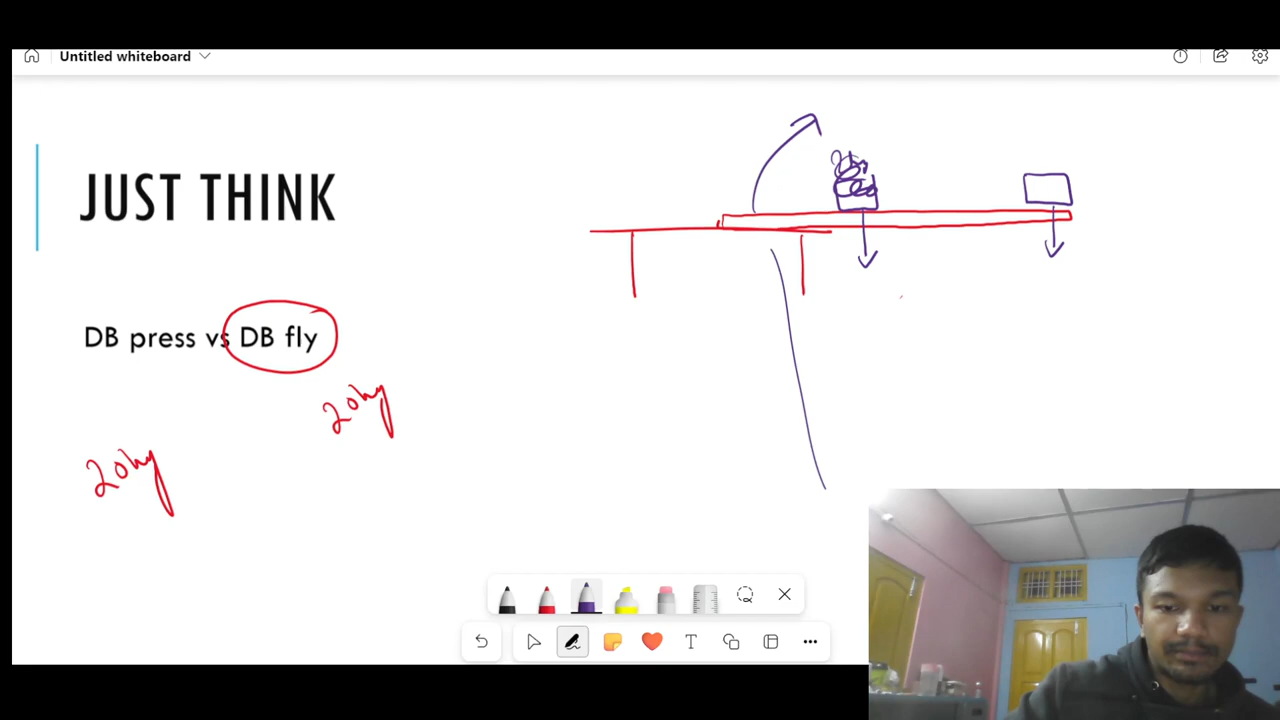 Untitled whiteboard
JUST THINK
DB press vs DB fly
20kg
20kg
T